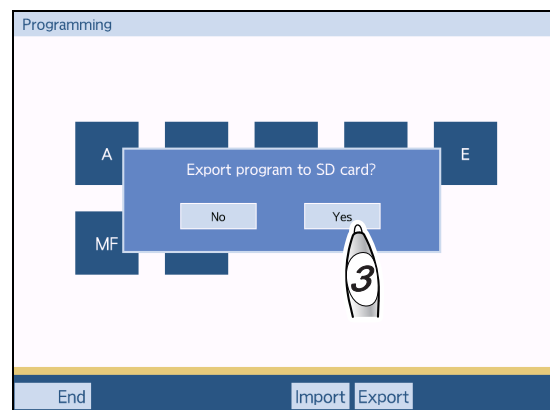 Programming
A
E
Export program to SD card?
No Yes
MF
3
End Import Export